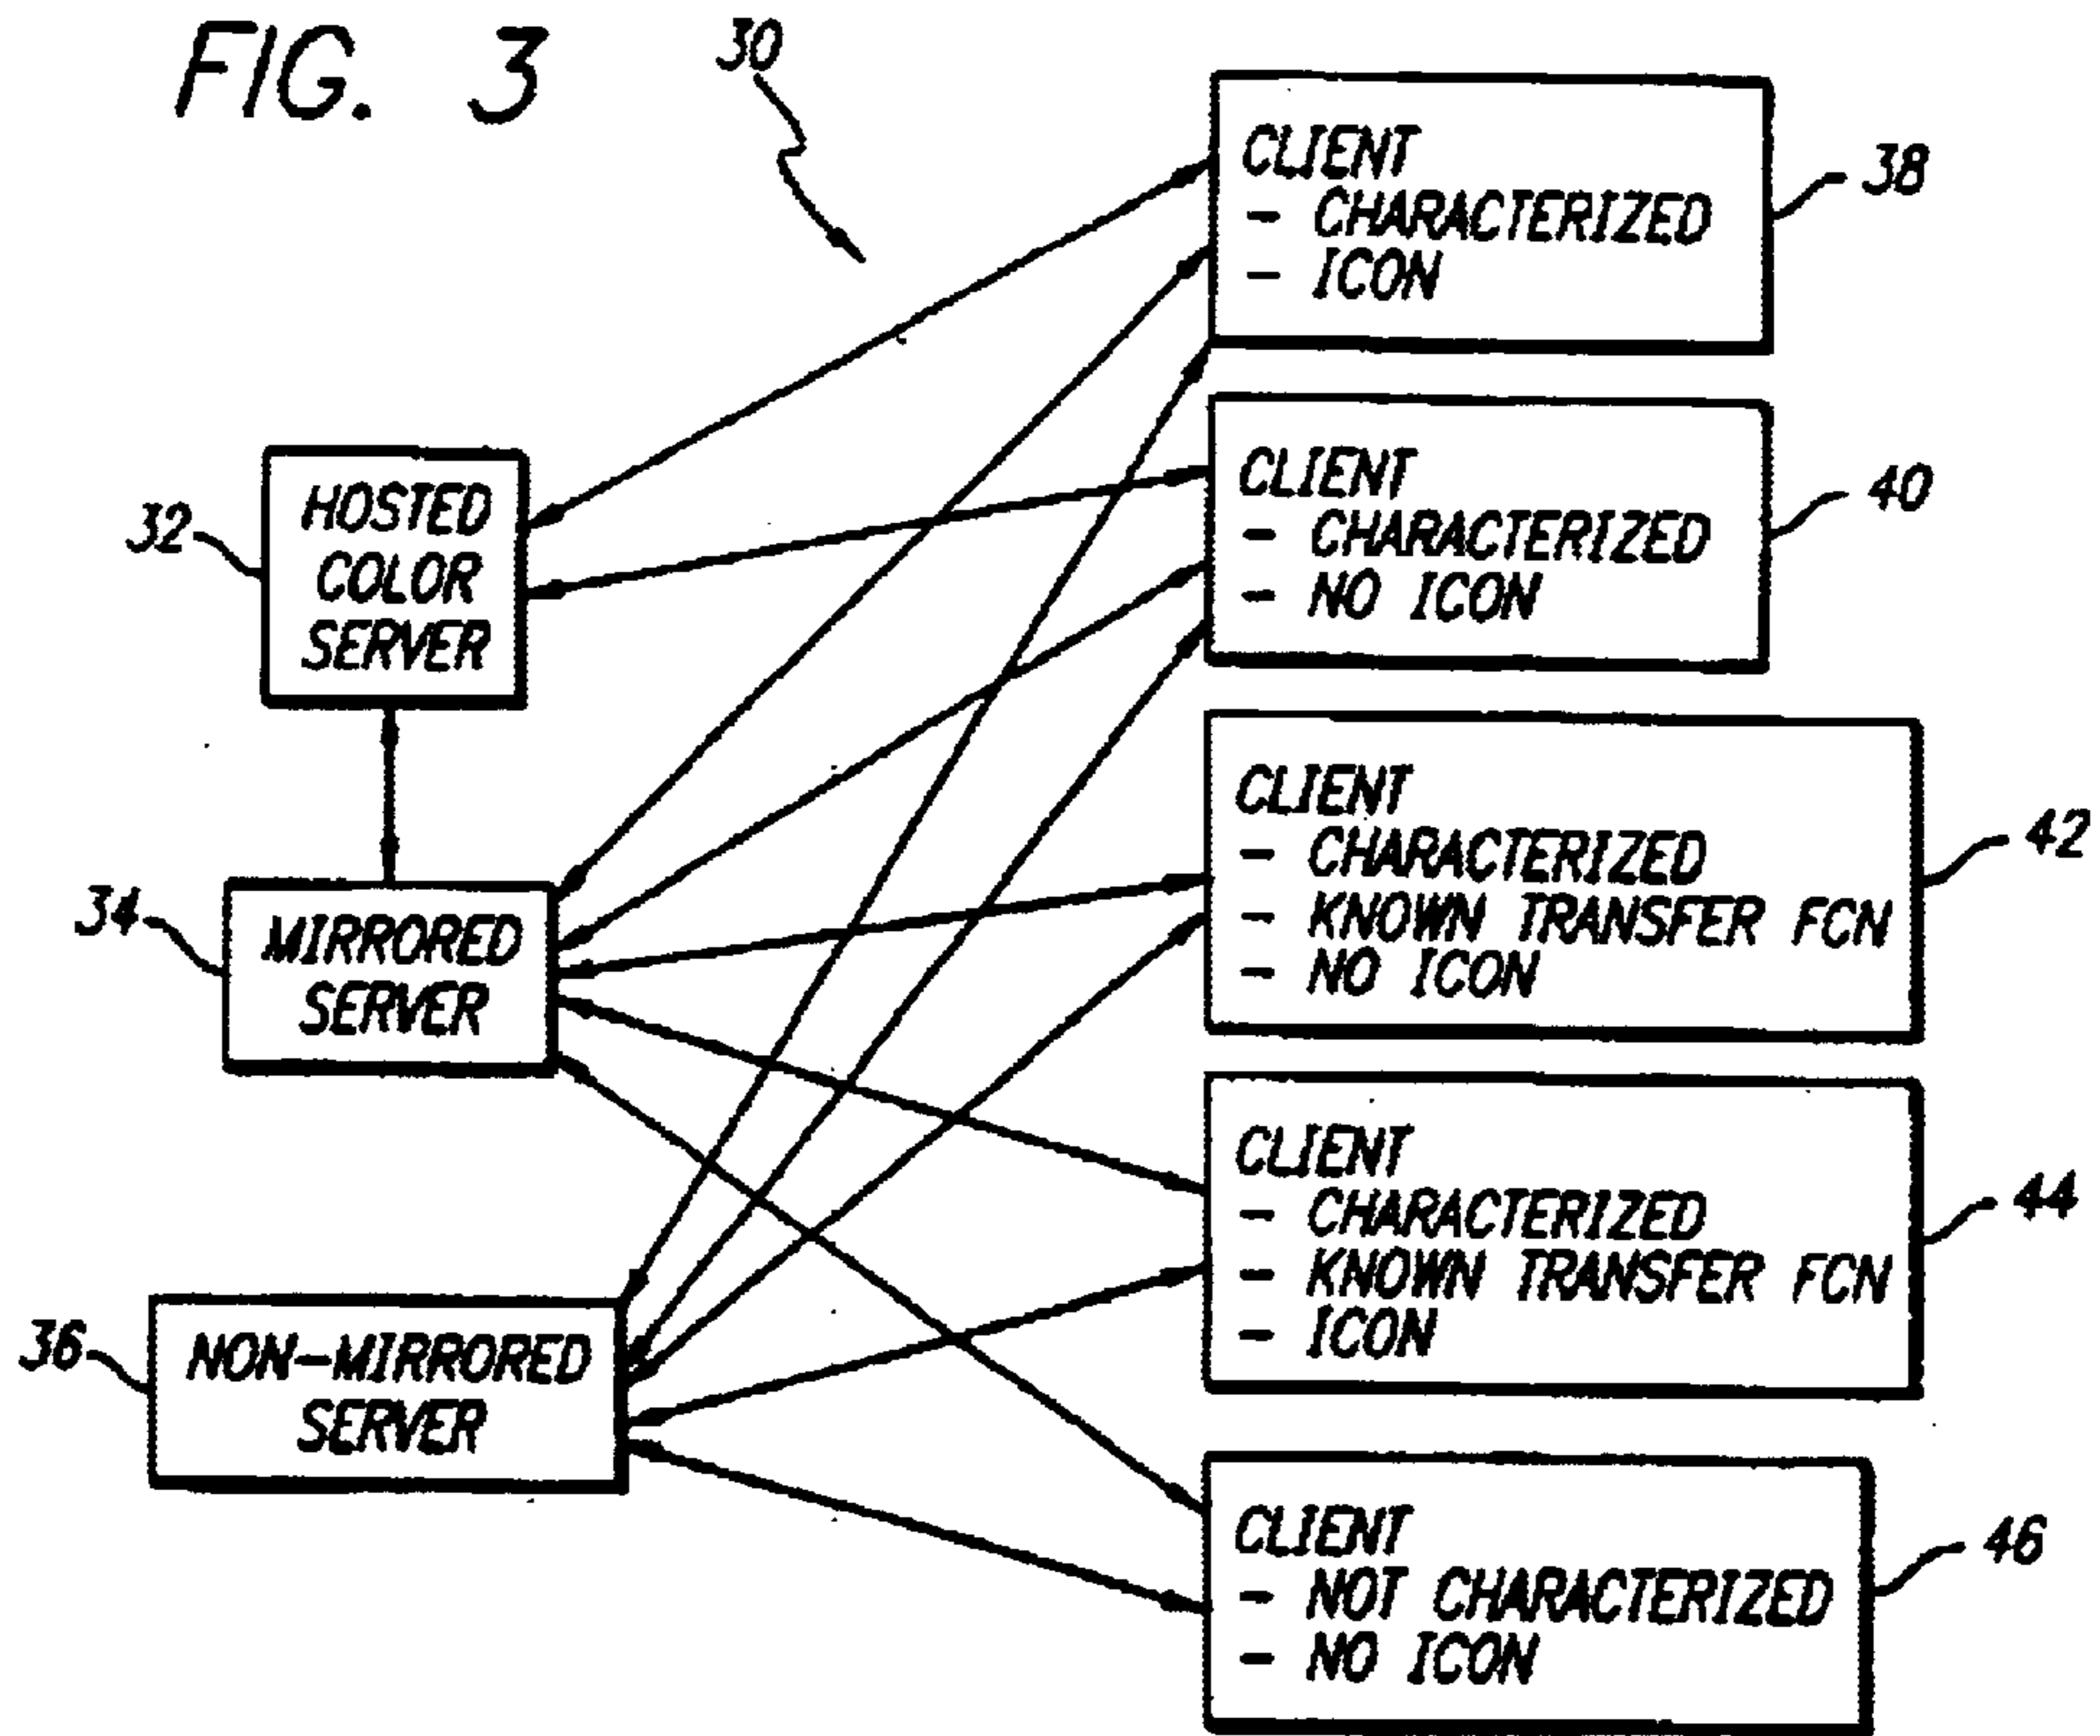 FIG. 3
30
CLIENT
- CHARACTERIZED
- ICON
38
CLIENT
- CHARACTERIZED
- NO ICON
40
HOSTED
COLOR
SERVER
32
CLIENT
- CHARACTERIZED
- KNOWN TRANSFER FCN
- NO ICON
42
MIRRORED
SERVER
34
CLIENT
- CHARACTERIZED
- KNOWN TRANSFER FCN
- ICON
44
NON-MIRRORED
SERVER
36
CLIENT
- NOT CHARACTERIZED
- NO ICON
46